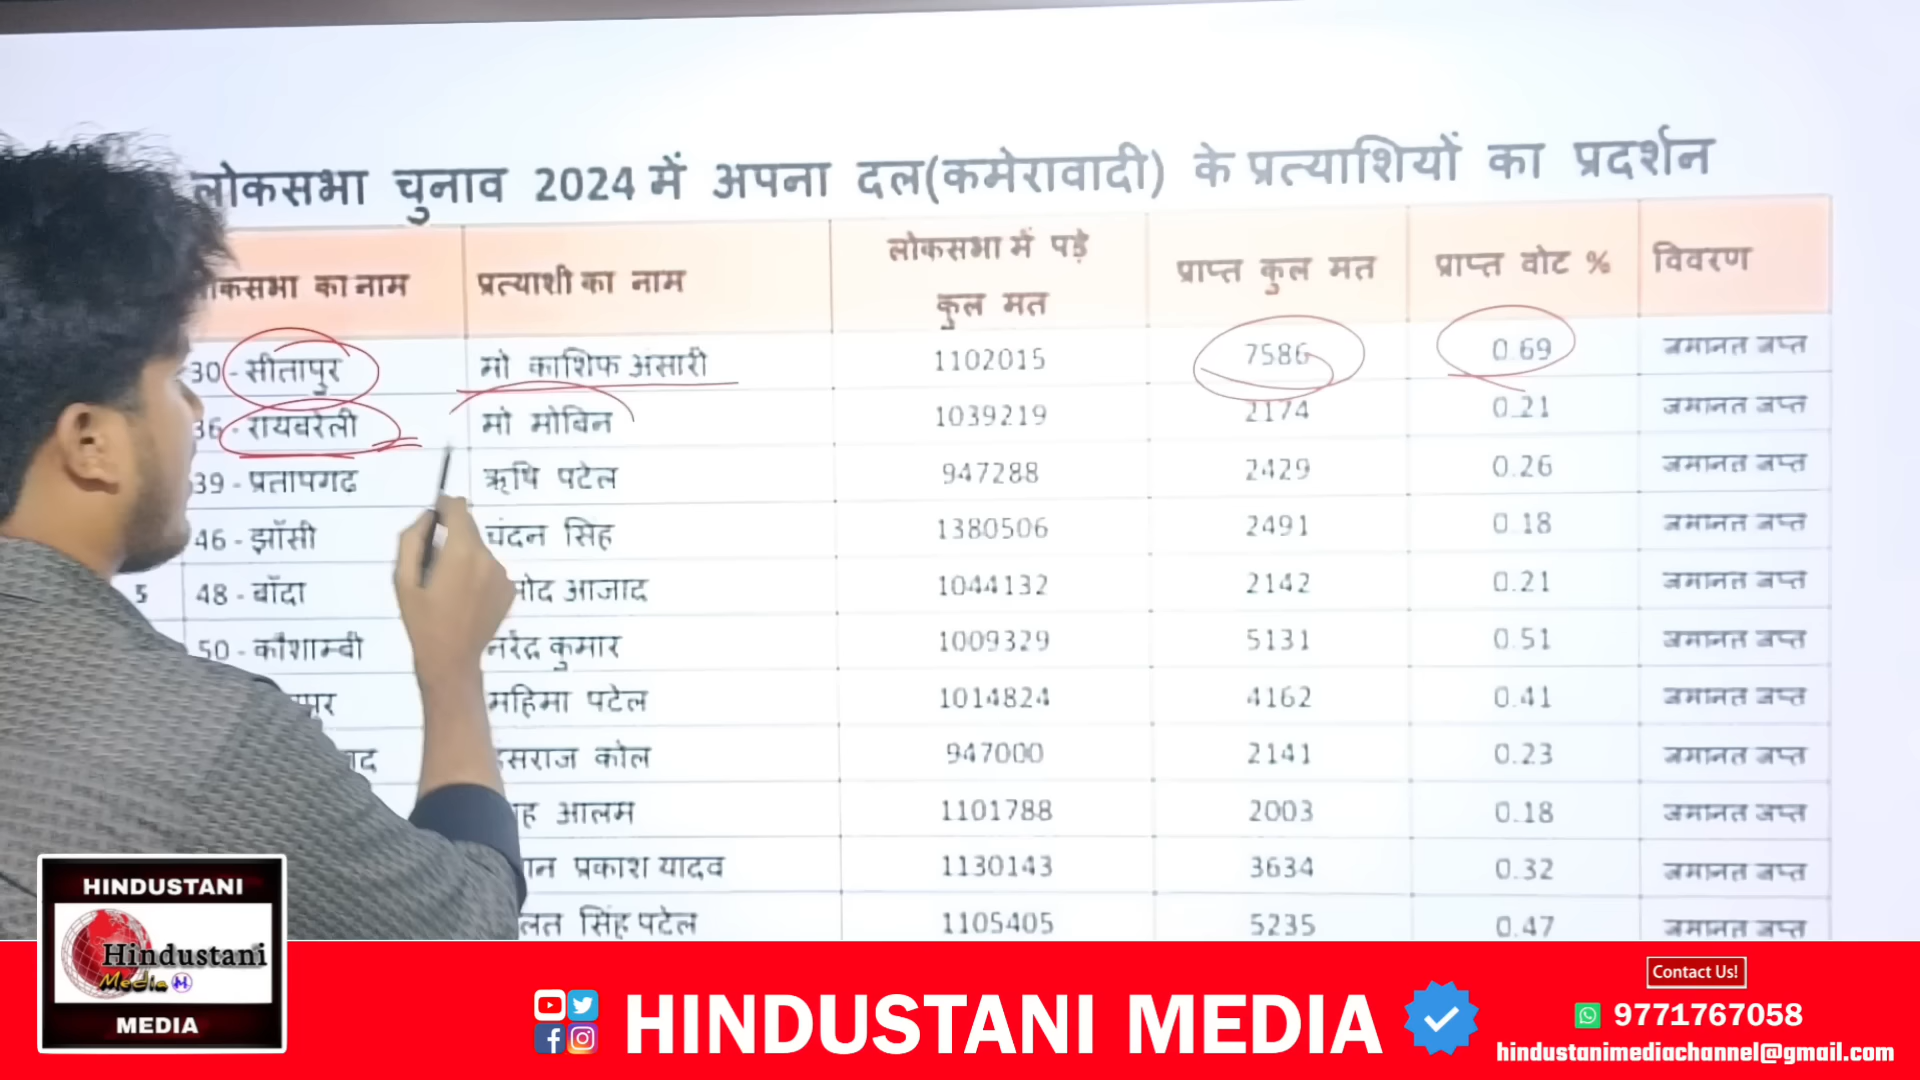 लोकसभा चुनाव 2024 में अपना दल(कमेरावादी) के प्रत्याशियों का प्रदर्शन
का नाम प्रत्याशी का नाम लोकसभा में पड़े कुल मत प्राप्त कुल मत प्राप्त वोट % विवरण
30 - सीतापुर मो काशिफ अंसारी 1102015 7586 0.69 जमानत जप्त
36 - रायबरेली मो मोबिन 1039219 2174 0.21 जमानत जप्त
39 - प्रतापगढ ऋषि पटेल 947288 2429 0.26 जमानत जप्त
46 - झाँसी चंदन सिंह 1380506 2491 0.18 जमानत जप्त
5 48 - बाँदा आजाद 1044132 2142 0.21 जमानत जप्त
50 - कौशाम्बी नरेंद्र कुमार 1009329 5131 0.51 जमानत जप्त
महिमा पटेल 1014824 4162 0.41 जमानत जप्त
कोल 947000 2141 0.23 जमानत जप्त
आलम 1101788 2003 0.18 जमानत जप्त
प्रकाश यादव 1130143 3634 0.32 जमानत जप्त
सिंह पटेल 1105405 5235 0.47 जमानत जप्त
HINDUSTANI
Hindustani
Media M
MEDIA
HINDUSTANI MEDIA
Contact Us!
9771767058
hindustanimediachannel@gmail.com